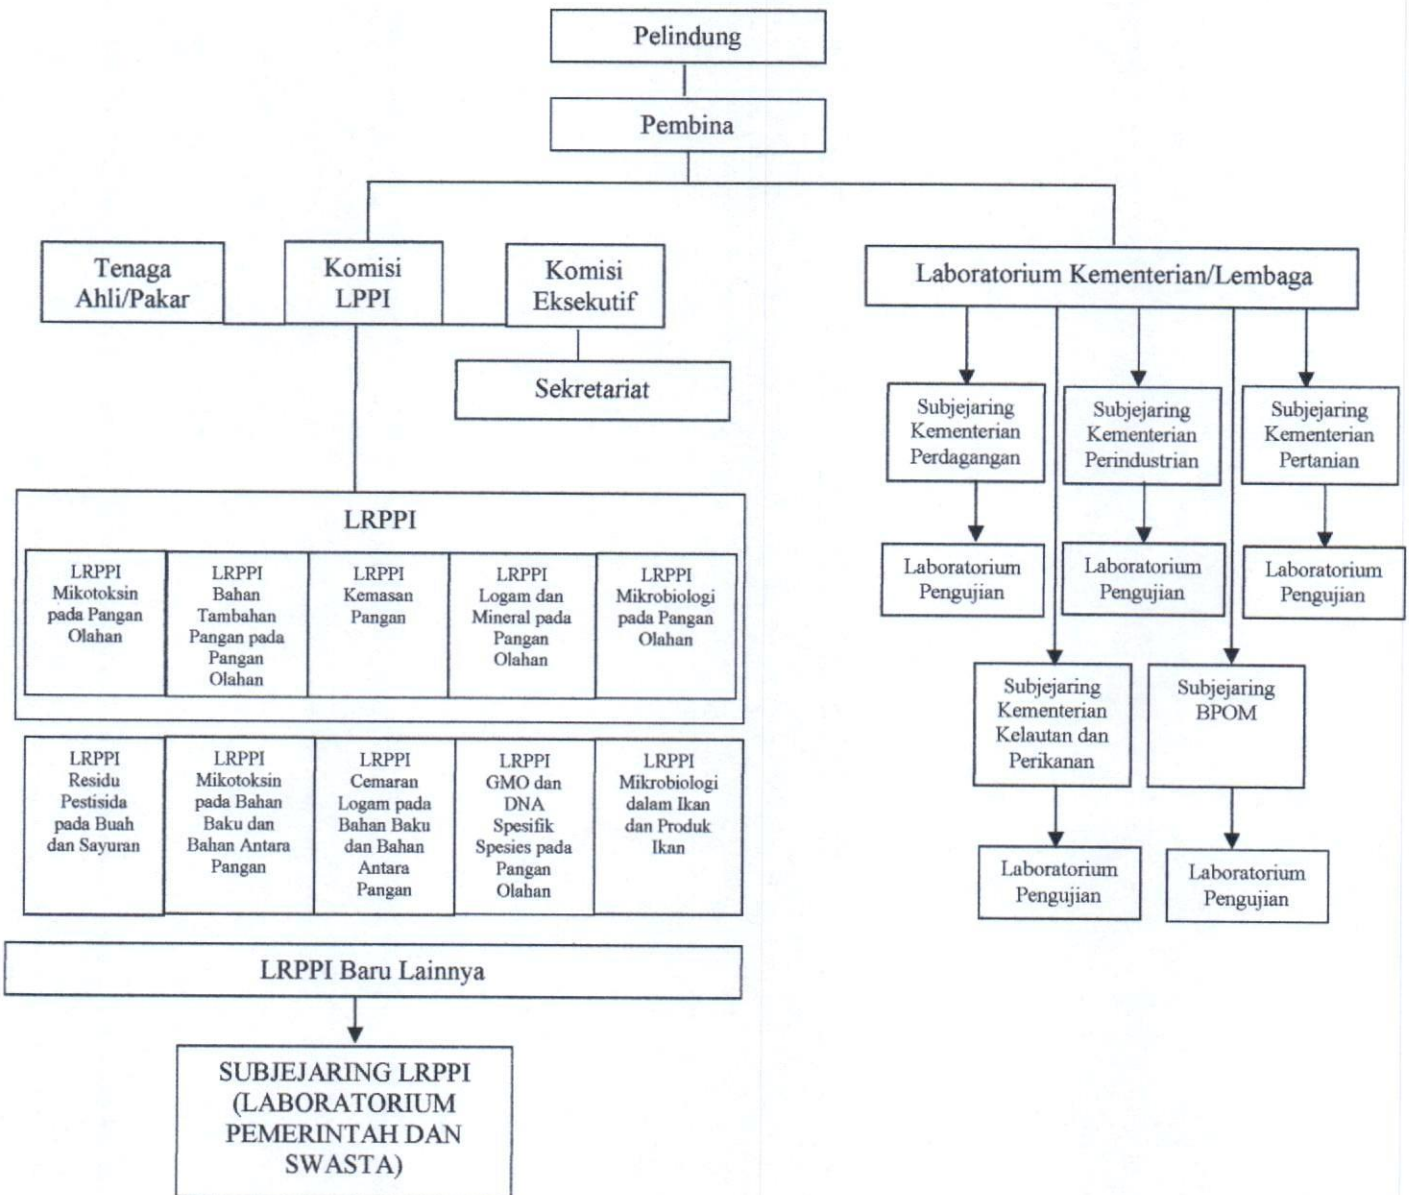 Pelindung
Pembina
Tenaga
Ahli/Pakar
Komisi
LPPI
Komisi
Eksekutif
Sekretariat
LRPPI
LRPPI
Mikotoksin
pada Pangan
Olahan
LRPPI
Bahan
Tambahan
Pangan pada
Pangan
Olahan
LRPPI
Kemasan
Pangan
LRPPI
Logam dan
Mineral pada
Pangan
Olahan
LRPPI
Mikrobiologi
pada Pangan
Olahan
LRPPI
Residu
Pestisida
pada Buah
dan Sayuran
LRPPI
Mikotoksin
pada Bahan
Baku dan
Bahan Antara
Pangan
LRPPI
Cemaran
Logam pada
Bahan Baku
dan Bahan
Antara
Pangan
LRPPI
GMO dan
DNA
Spesifik
Spesies pada
Pangan
Olahan
LRPPI
Mikrobiologi
dalam Ikan
dan Produk
Ikan
LRPPI Baru Lainnya
SUBJEJARING LRPPI
(LABORATORIUM
PEMERINTAH DAN
SWASTA)
Laboratorium Kementerian/Lembaga
Subjejaring
Kementerian
Perdagangan
Subjejaring
Kementerian
Perindustrian
Subjejaring
Kementerian
Pertanian
Laboratorium
Pengujian
Laboratorium
Pengujian
Laboratorium
Pengujian
Subjejaring
Kementerian
Kelautan dan
Perikanan
Subjejaring
BPOM
Laboratorium
Pengujian
Laboratorium
Pengujian